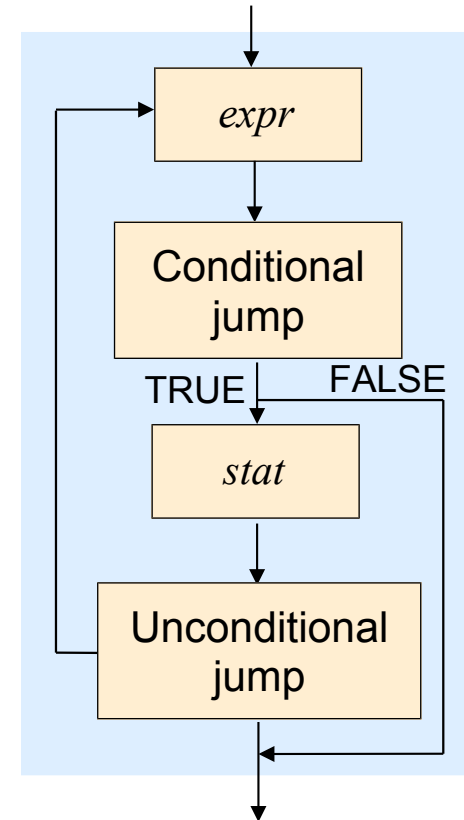 expr
Conditional
jump
TRUE
FALSE
stat
Unconditional
jump